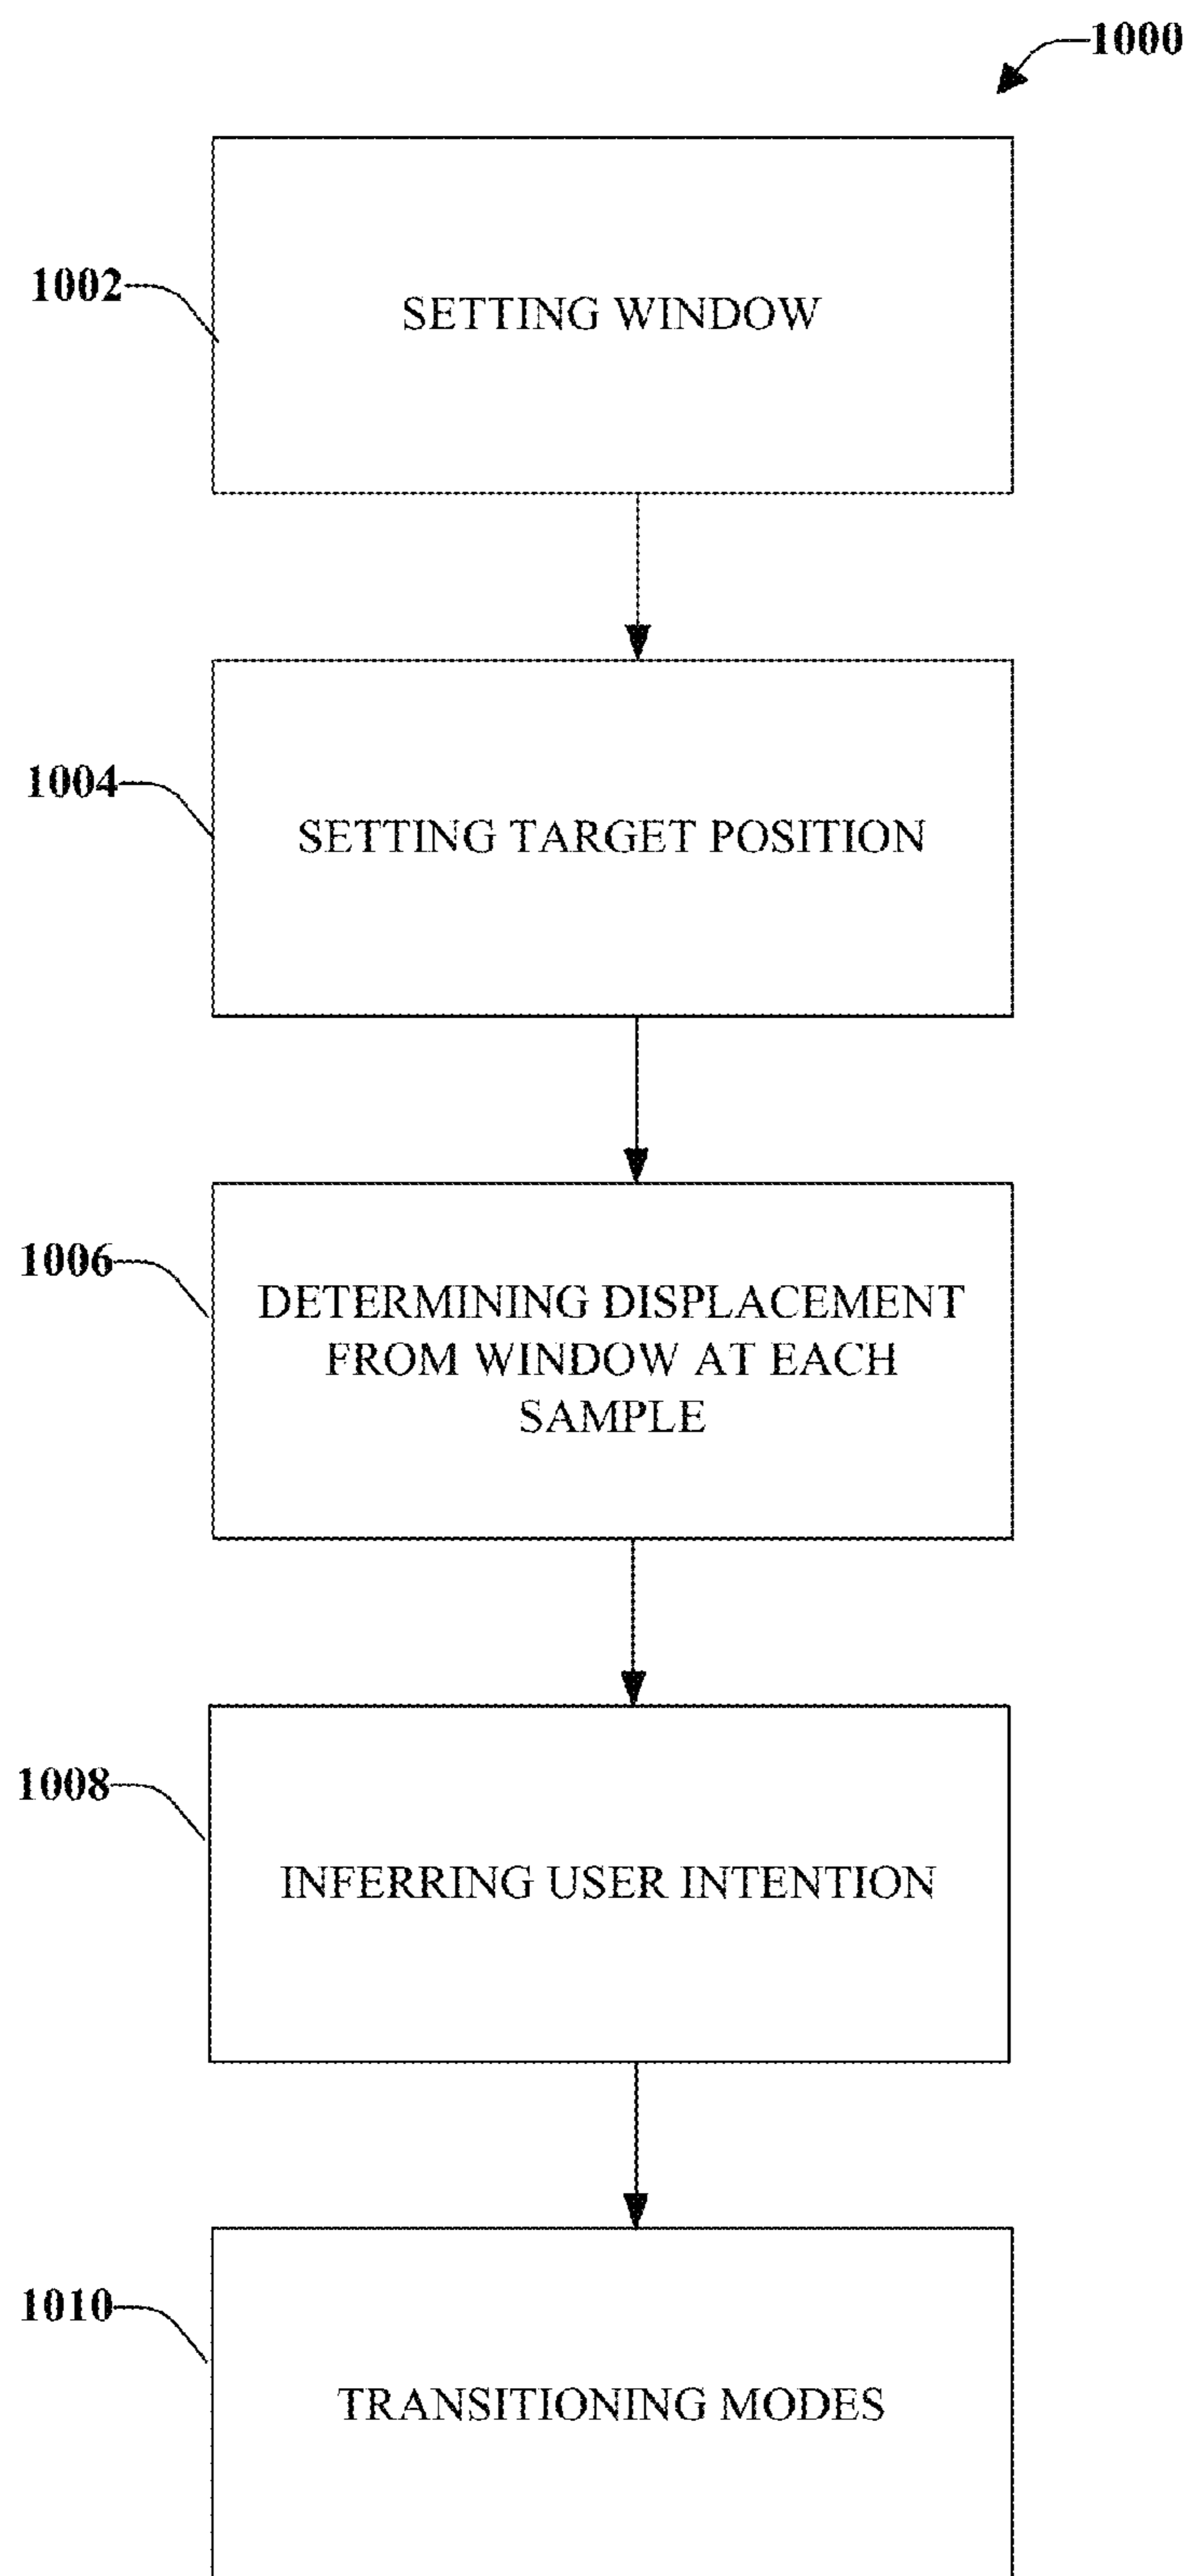 1000
1002
SETTING WINDOW
1004
SETTING TARGET POSITION
1006
DETERMINING DISPLACEMENT
FROM WINDOW AT EACH
SAMPLE
1008
INFERRING USER INTENTION
1010
TRANSITIONING MODES